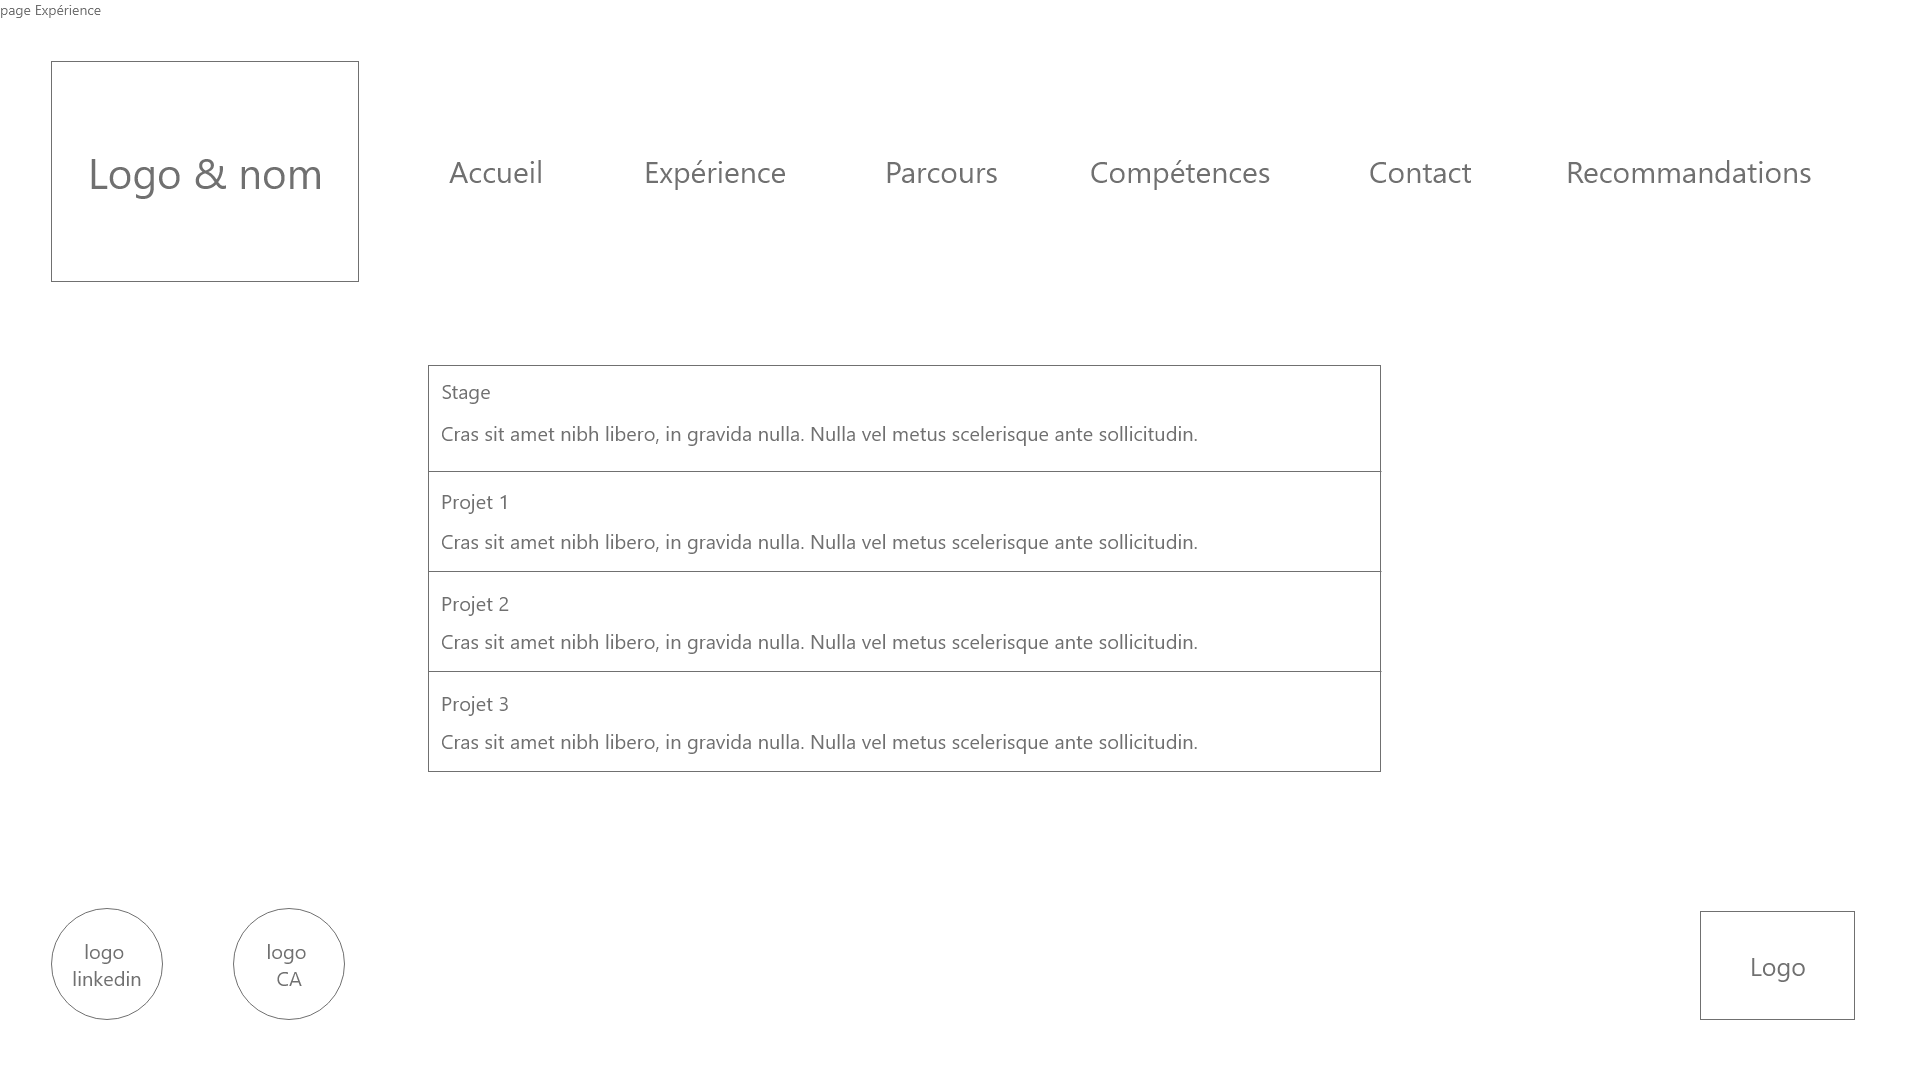 page Expérience
Logo & nom
Accueil
Expérience
Parcours
Compétences
Contact
Recommandations
Stage
Cras sit amet nibh libero, in gravida nulla. Nulla vel metus scelerisque ante sollicitudin.
Projet 1
Cras sit amet nibh libero, in gravida nulla. Nulla vel metus scelerisque ante sollicitudin.
Projet 2
Cras sit amet nibh libero, in gravida nulla. Nulla vel metus scelerisque ante sollicitudin.
Projet 3
Cras sit amet nibh libero, in gravida nulla. Nulla vel metus scelerisque ante sollicitudin.
logo
linkedin
logo
CA
Logo